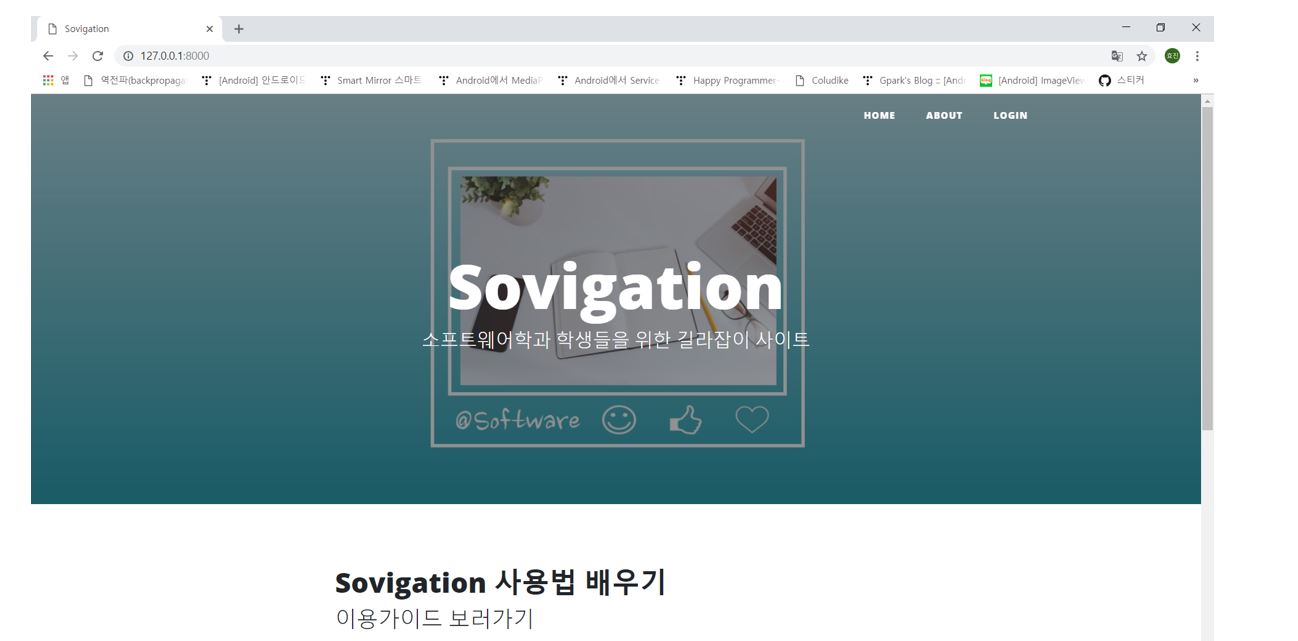 Sovigation
127.0.0.1:8000
앱
역전파(backpropaga
[Android] 안드로이드
Smart Mirror 스마트
Android에서 MediaP
Android에서 Service
Happy Programmer
Coludike
Gpark's Blog :: [And
[Android] ImageView
스티커
효진
HOME ABOUT LOGIN
Sovigation
소프트웨어학과 학생들을 위한 길라잡이 사이트
@Software
Sovigation 사용법 배우기
이용가이드 보러가기